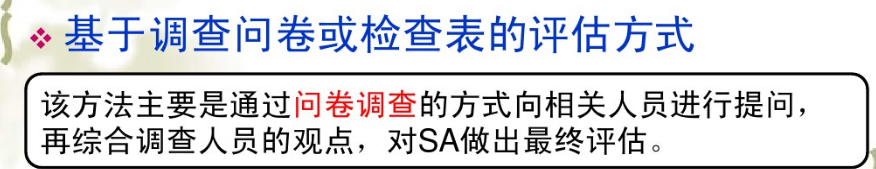 基于调查问卷或检查表的评估方式
该方法主要是通过问卷调查的方式向相关人员进行提问，
再综合调查人员的观点，对SA做出最终评估。